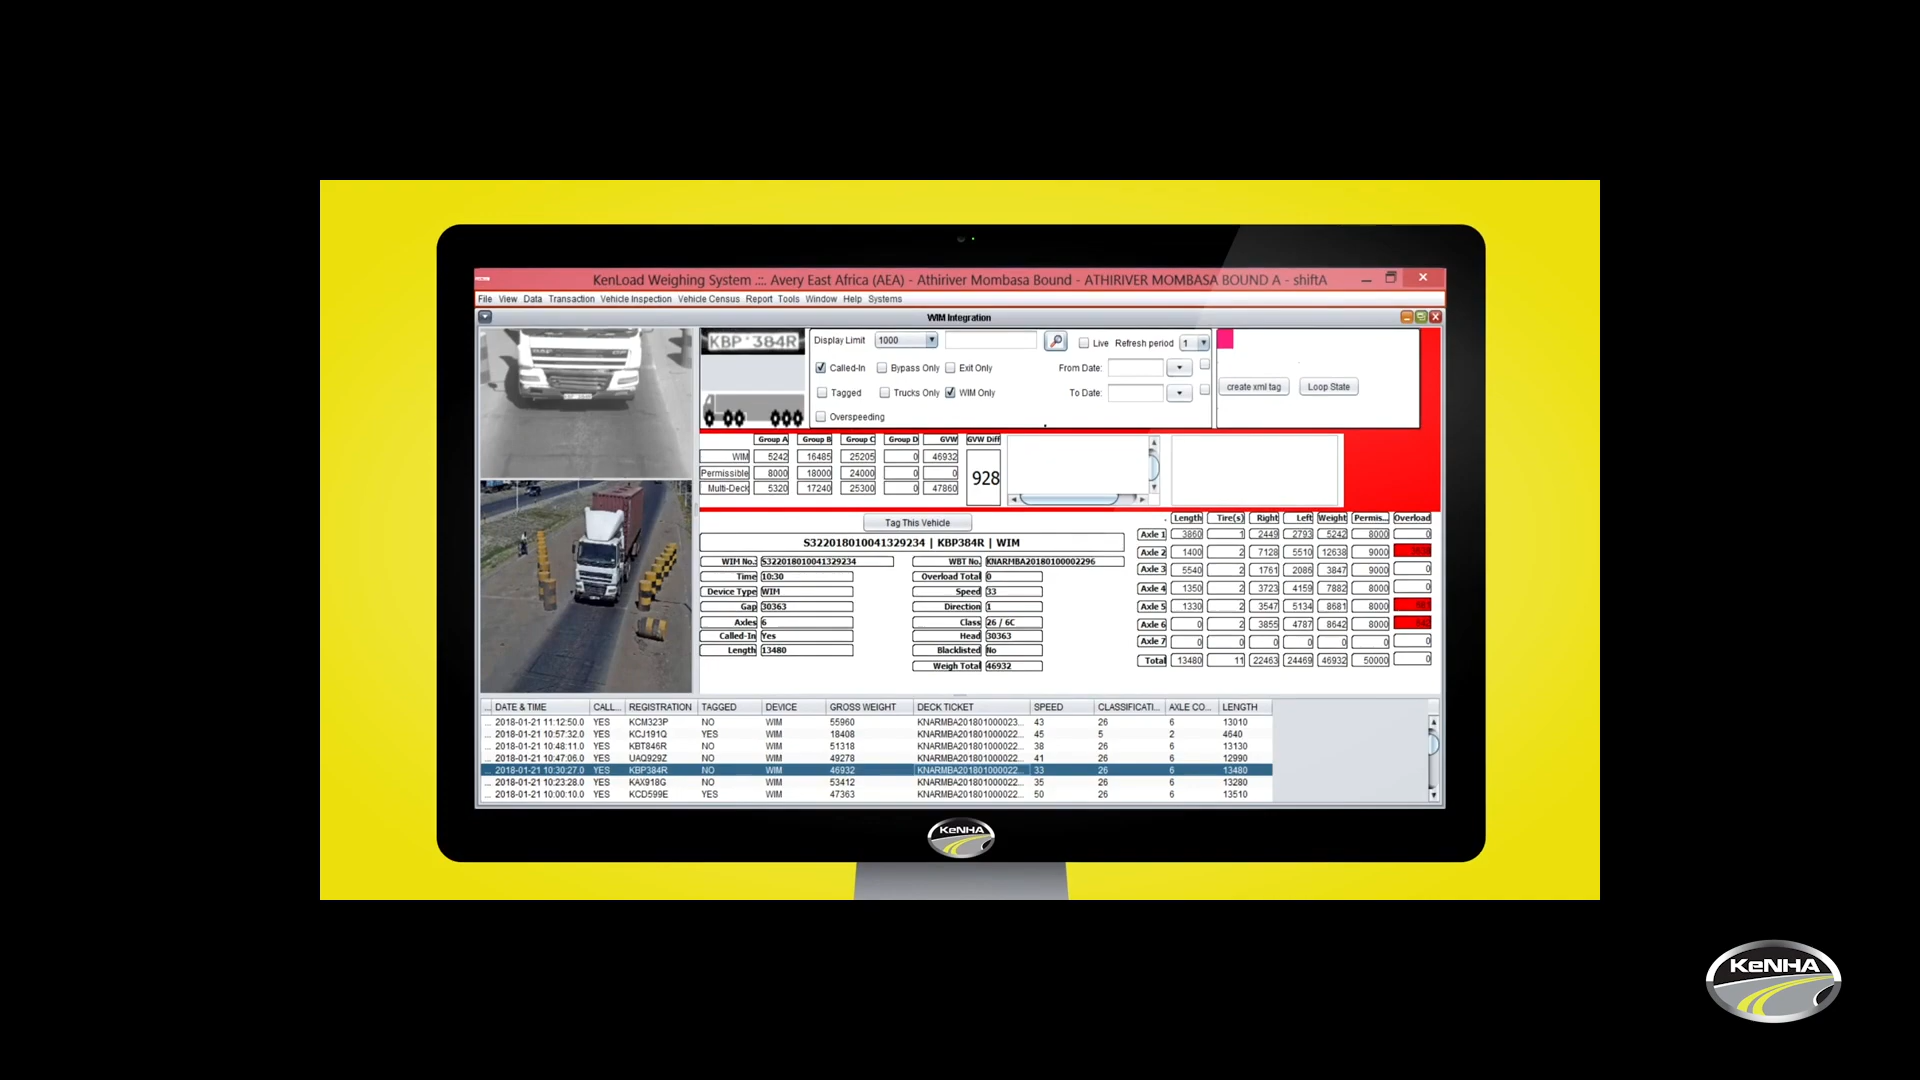 KenLoad Weighing System .::. Avery East Africa (AEA) - Athiriver Mombasa Bound - ATHIRIVER MOMBASA BOUND A - shiftA
File View Data Transaction Vehicle Inspection Vehicle Census Report Tools Window Help Systems
WIM Integration
KBP 384R
Display Limit 1000 Live Refresh period 1
Called-In Bypass Only Exit Only From Date:
Tagged Trucks Only WIM Only To Date:
Overspeeding
create xml tag Loop State
Group A Group B Group C Group D GVW GVW Diff
WIM 5242 16485 25205 0 46932
Permissible 8000 18000 24000 0 0
Multi-Deck 5320 17240 25300 0 47860
928
Tag This Vehicle
S322018010041329234 | KBP384R | WIM
WIM No.: S322018010041329234 WBT No. KNARMBA20180100002296
Time 10:30 Overload Total 0
Device Type WIM Speed 33
Gap 30363 Direction 1
Axles 6 Class 26 / 6C
Called-In Yes Head 30363
Length 13480 Blacklisted No
Weigh Total 46932
Length Tire(s) Right Left Weight Permis... Overload
Axle 1 3860 1 2449 2793 5242 8000 0
Axle 2 1400 2 7128 5510 12638 9000
Axle 3 5540 2 1761 2086 3847 9000 0
Axle 4 1350 2 3723 4159 7882 8000 0
Axle 5 1330 2 3547 5134 8681 8000
Axle 6 0 2 3855 4787 8642 8000
Axle 7 0 0 0 0 0 0 0
Total 13480 11 22463 24469 46932 50000 0
... DATE & TIME CALL... REGISTRATION TAGGED DEVICE GROSS WEIGHT DECK TICKET SPEED CLASSIFICATI... AXLE CO... LENGTH
... 2018-01-21 11:12:50.0 YES KCM323P NO WIM 55960 KNARMBA201801000023... 43 26 6 13010
... 2018-01-21 10:57:32.0 YES KCJ191Q YES WIM 18408 KNARMBA201801000022... 45 5 2 4640
... 2018-01-21 10:48:11.0 YES KBT846R NO WIM 51318 KNARMBA201801000022... 38 26 6 13130
... 2018-01-21 10:47:06.0 YES UAQ929Z NO WIM 49278 KNARMBA201801000022... 41 26 6 12990
... 2018-01-21 10:30:27.0 YES KBP384R NO WIM 46932 KNARMBA201801000022... 33 26 6 13480
... 2018-01-21 10:23:28.0 YES KAX918G NO WIM 53412 KNARMBA201801000022... 35 26 6 13280
... 2018-01-21 10:00:10.0 YES KCD599E YES WIM 47363 KNARMBA201801000022... 50 26 6 13510
KeNHA
KeNHA